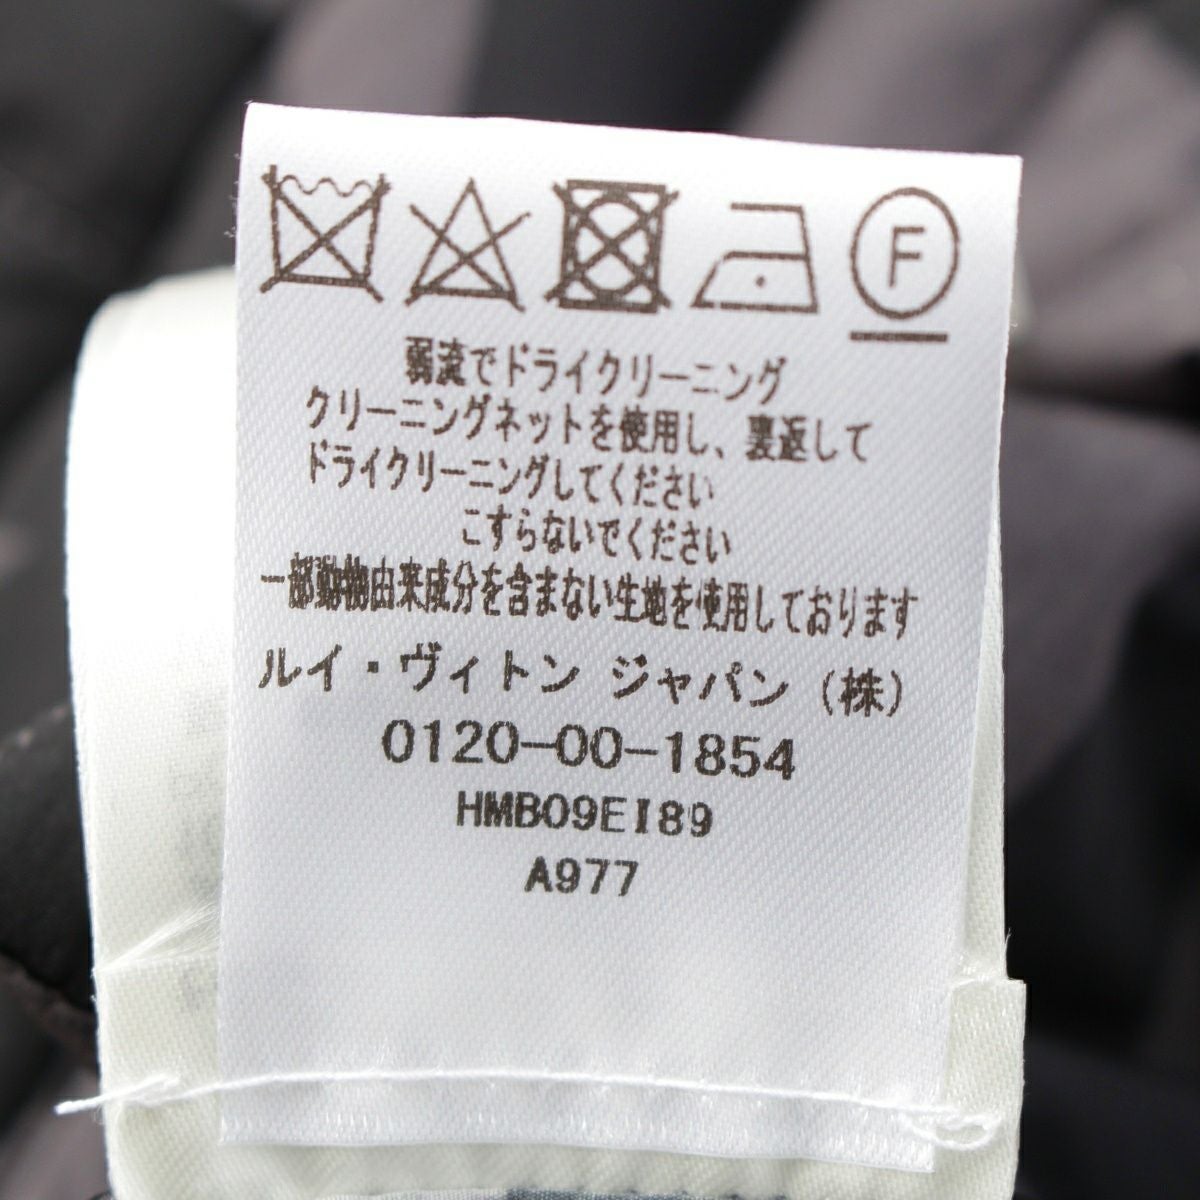 F
弱流でドライクリーニング
クリーニングネットを使用し、裏返して
ドライクリーニングしてください
こすらないでください
一部動物由来成分を含まない生地を使用しております
ルイ・ヴィトン ジャパン (株)
0120-00-1854
HMB09EI89
A977